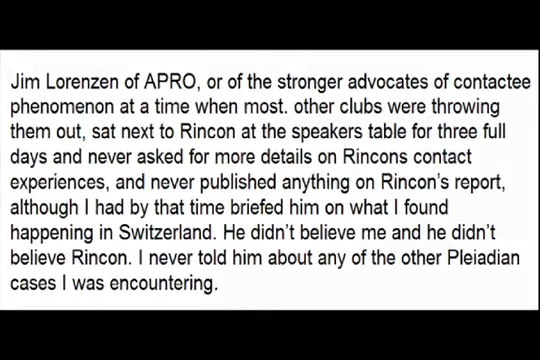 Jim Lorenzen of APRO, or of the stronger advocates of contactee
phenomenon at a time when most. other clubs were throwing
them out, sat next to Rincon at the speakers table for three full
days and never asked for more details on Rincons contact
experiences, and never published anything on Rincon's report,
although I had by that time briefed him on what I found
happening in Switzerland. He didn't believe me and he didn't
believe Rincon. I never told him about any of the other Pleiadian
cases I was encountering.